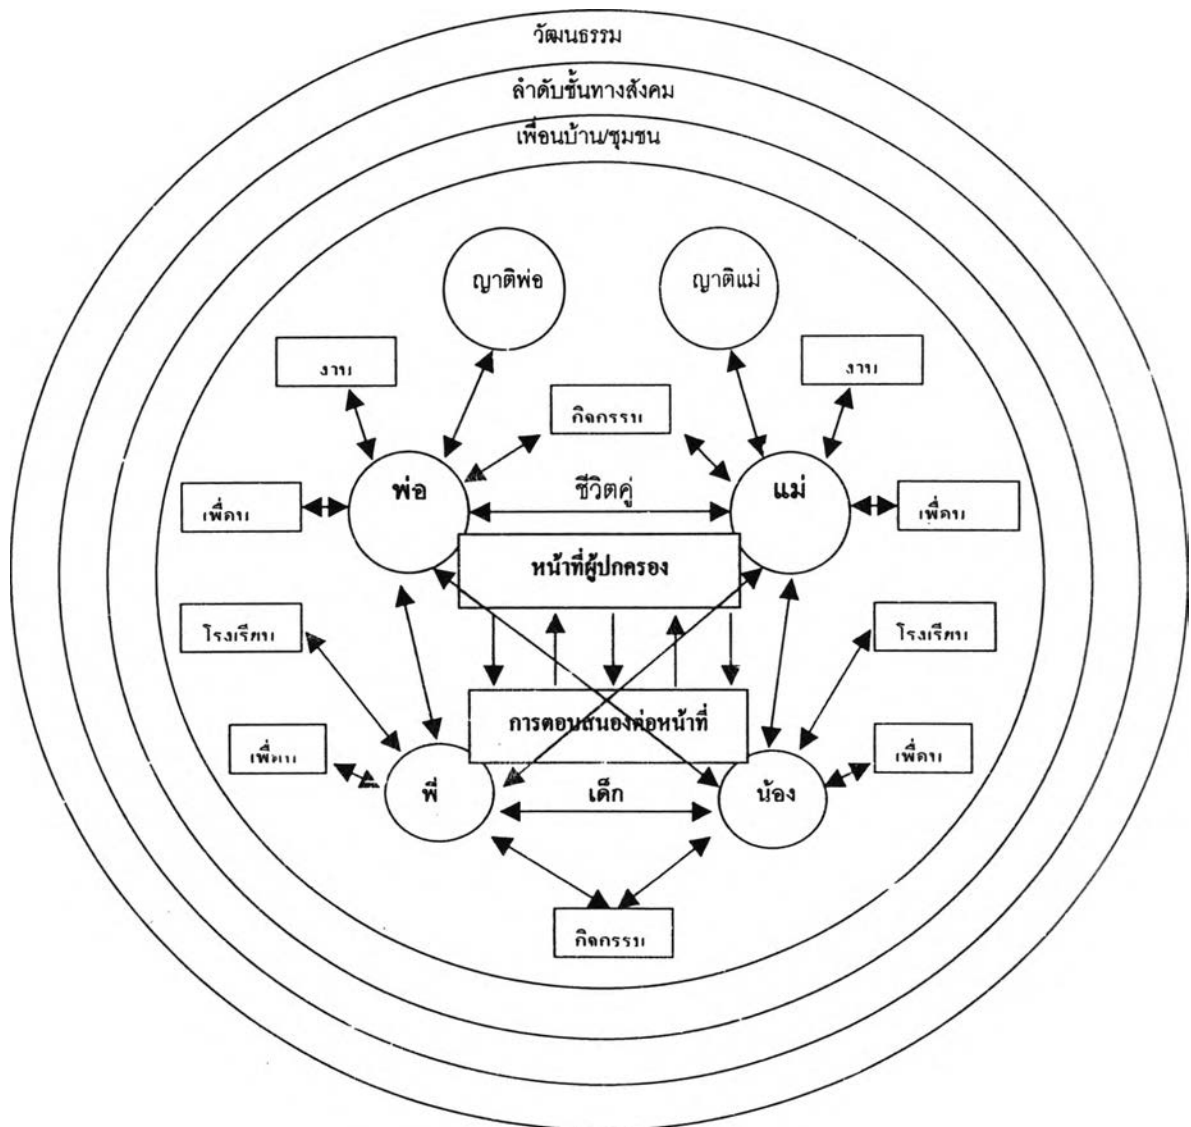 วัฒนธรรม
ลำดับชั้นทางสังคม
เพื่อนบ้าน/ชุมชน
ญาติพ่อ
ญาติแม่
งาน
งาน
กิจกรรม
พ่อ
ชีวิตคู่
แม่
เพื่อน
เพื่อน
หน้าที่ผู้ปกครอง
โรงเรียน
โรงเรียน
การตอบสนองต่อหน้าที่
เพื่อน
เพื่อน
พี่
เด็ก
น้อง
กิจกรรม